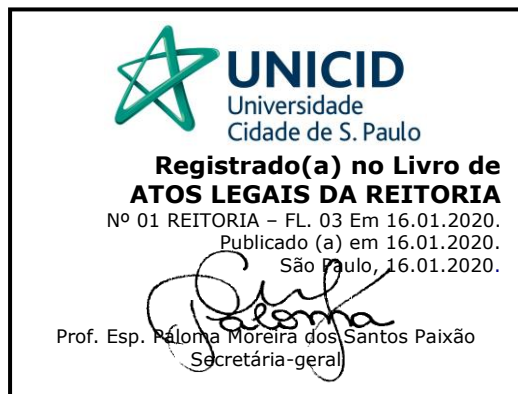 UNICID
Universidade
Cidade de S. Paulo
Registrado(a) no Livro de
ATOS LEGAIS DA REITORIA
Nº 01 REITORIA – FL. 03 Em 16.01.2020.
Publicado (a) em 16.01.2020.
São Paulo, 16.01.2020.
Paloma
Prof. Esp. Paloma Moreira dos Santos Paixão
Secretária-geral